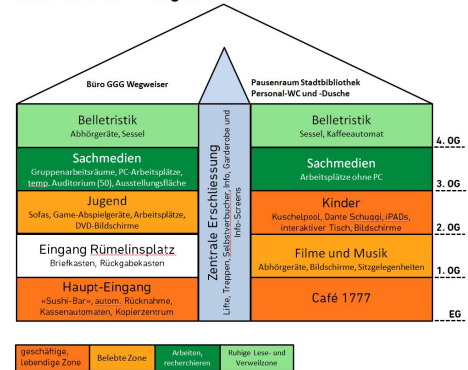 Büro GGG Wegweiser
Pausenraum Stadtbibliothek
Personal-WC und -Dusche
Belletristik
Abhörgeräte, Sessel
Sachmedien
Gruppenarbeitsräume, PC-Arbeitsplätze,
temp. Auditorium (50), Ausstellungsfläche
Jugend
Sofas, Game-Abspielgeräte, Arbeitsplätze,
DVD-Bildschirme
Eingang Rümelinsplatz
Briefkasten, Rückgabekasten
Haupt-Eingang
«Sushi-Bar», autom. Rücknahme,
Kassenautomaten, Kopierzentrum
Zentrale Erschliessung
Lifte, Treppen, Selbstverbucher, Info, Garderobe und
Info-Screens
Belletristik
Sessel, Kaffeeautomat
Sachmedien
Arbeitsplätze ohne PC
Kinder
Kuschelpool, Dante Schuggi, iPADs,
interaktiver Tisch, Bildschirme
Filme und Musik
Abhörgeräte, Bildschirme, Sitzgelegenheiten
Café 1777
4. OG
3. OG
2. OG
1. OG
EG
geschäftige,
lebendige Zone
Belebte Zone
Arbeiten,
recherchieren
Ruhige Lese- und
Verweilzone